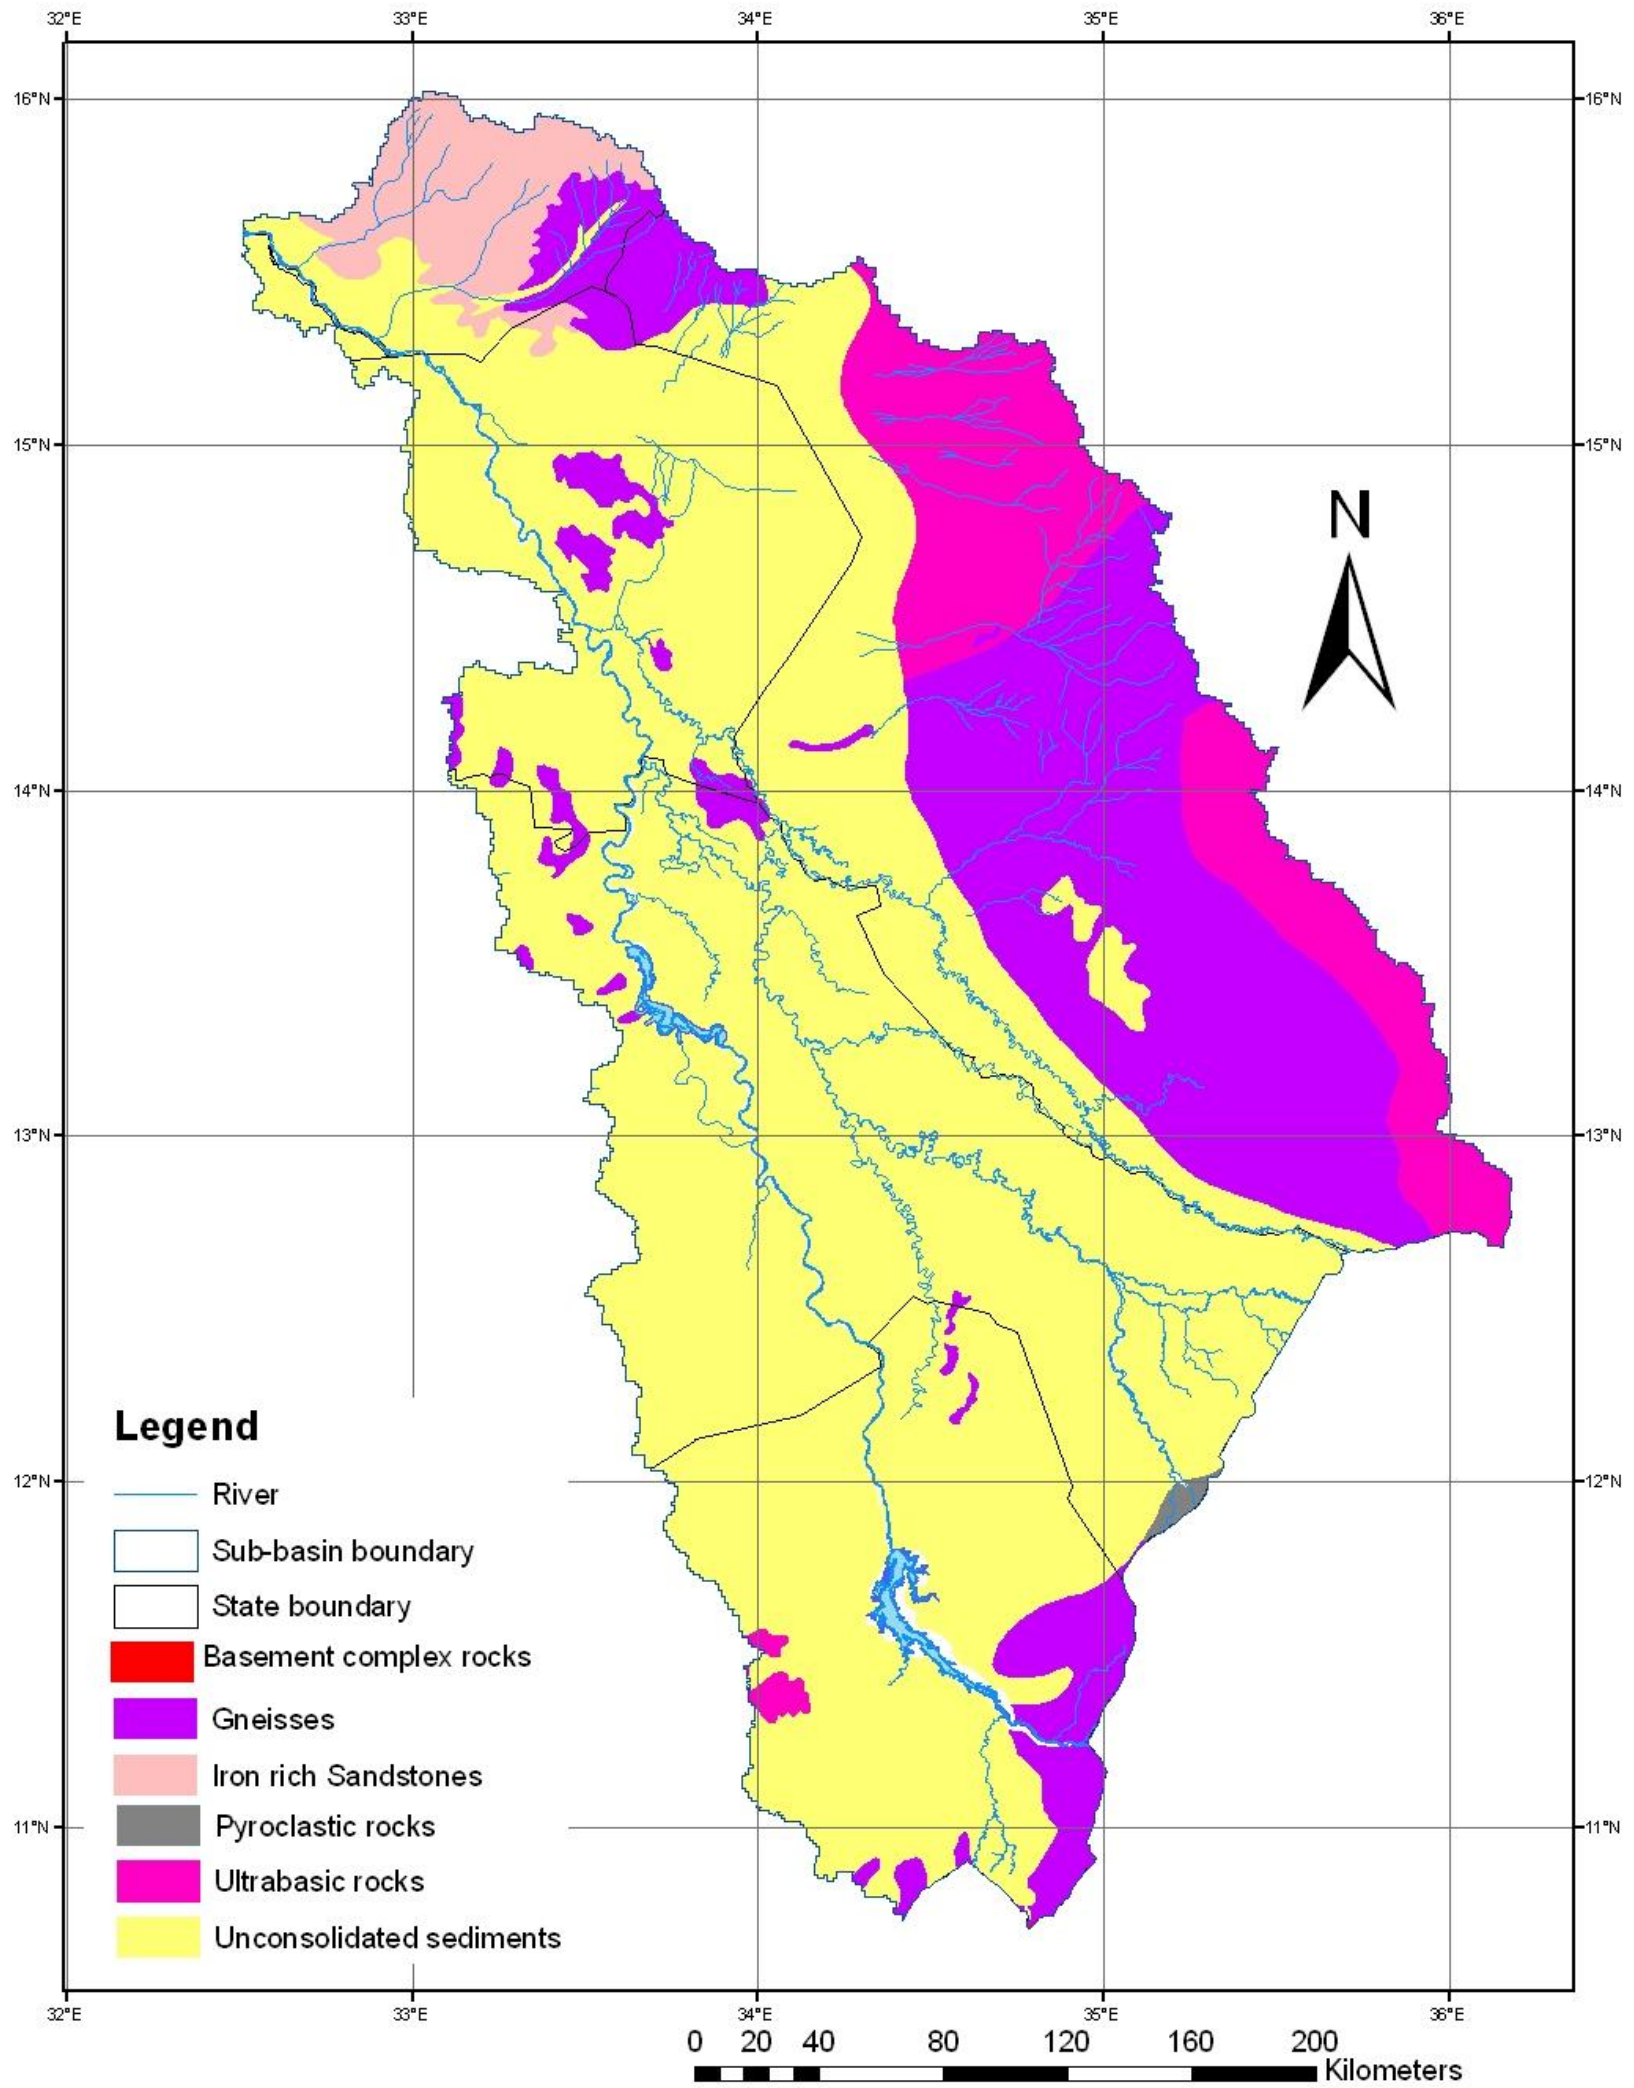 32°E 33°E 34°E 35°E 36°E
16°N 16°N
15°N 15°N
N
14°N 14°N
13°N 13°N
Legend
River
12°N 12°N
Sub-basin boundary
State boundary
Basement complex rocks
Gneisses
Iron rich Sandstones
Pyroclastic rocks
11°N 11°N
Ultrabasic rocks
Unconsolidated sediments
32°E 33°E 34°E 35°E 36°E
0 20 40 80 120 160 200
Kilometers